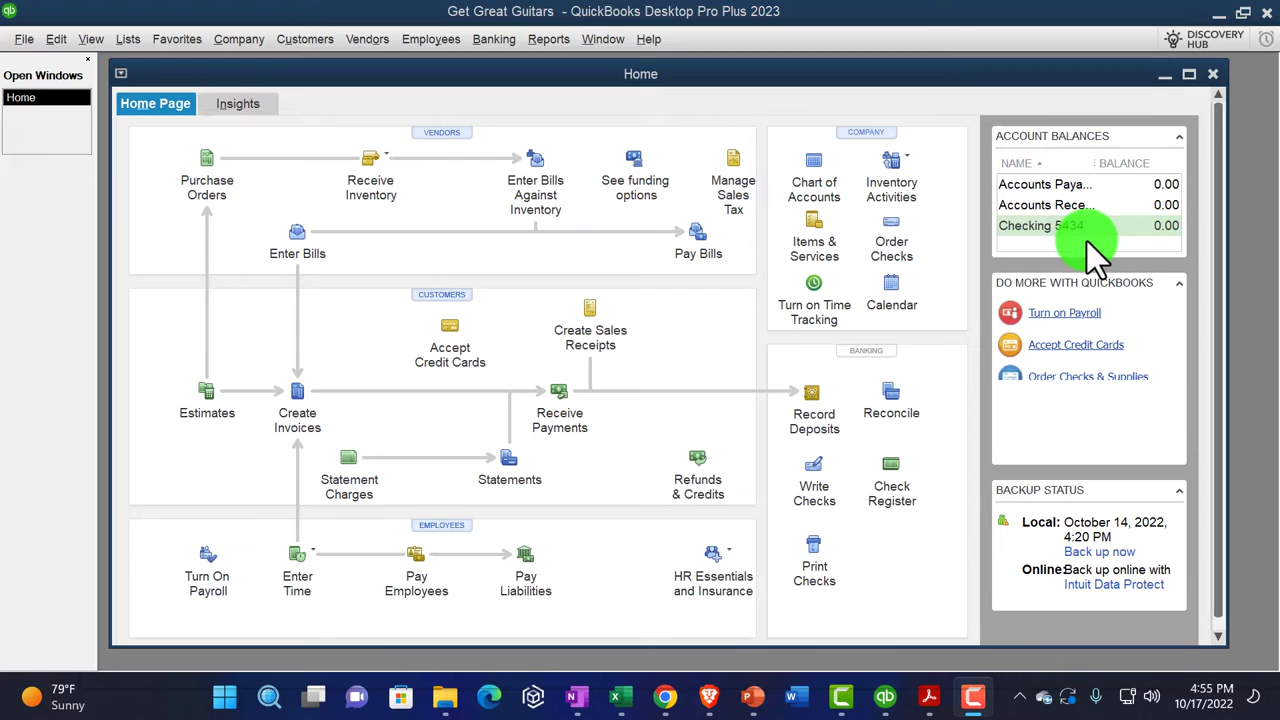 Get Great Guitars - QuickBooks Desktop Pro Plus 2023
File Edit View Lists Favorites Company Customers Vendors Employees Banking Reports Window Help
DISCOVERY
HUB
Open Windows
Home
Home
Home Page
Insights
VENDORS
Purchase
Orders
Receive
Inventory
Enter Bills
Against
Inventory
See funding
options
Manage
Sales
Tax
Enter Bills
Pay Bills
CUSTOMERS
Accept
Credit Cards
Create Sales
Receipts
Estimates
Create
Invoices
Receive
Payments
Statement
Charges
Statements
Refunds
& Credits
EMPLOYEES
Turn On
Payroll
Enter
Time
Pay
Employees
Pay
Liabilities
HR Essentials
and Insurance
COMPANY
Chart of
Accounts
Inventory
Activities
Items &
Services
Order
Checks
Turn on Time
Tracking
Calendar
BANKING
Record
Deposits
Reconcile
Write
Checks
Check
Register
Print
Checks
ACCOUNT BALANCES
NAME BALANCE
Accounts Paya... 0.00
Accounts Rece... 0.00
Checking 5434 0.00
DO MORE WITH QUICKBOOKS
Turn on Payroll
Accept Credit Cards
Order Checks & Supplies
BACKUP STATUS
Local: October 14, 2022,
4:20 PM
Back up now
Online: Back up online with
Intuit Data Protect
79°F
Sunny
4:55 PM
10/17/2022